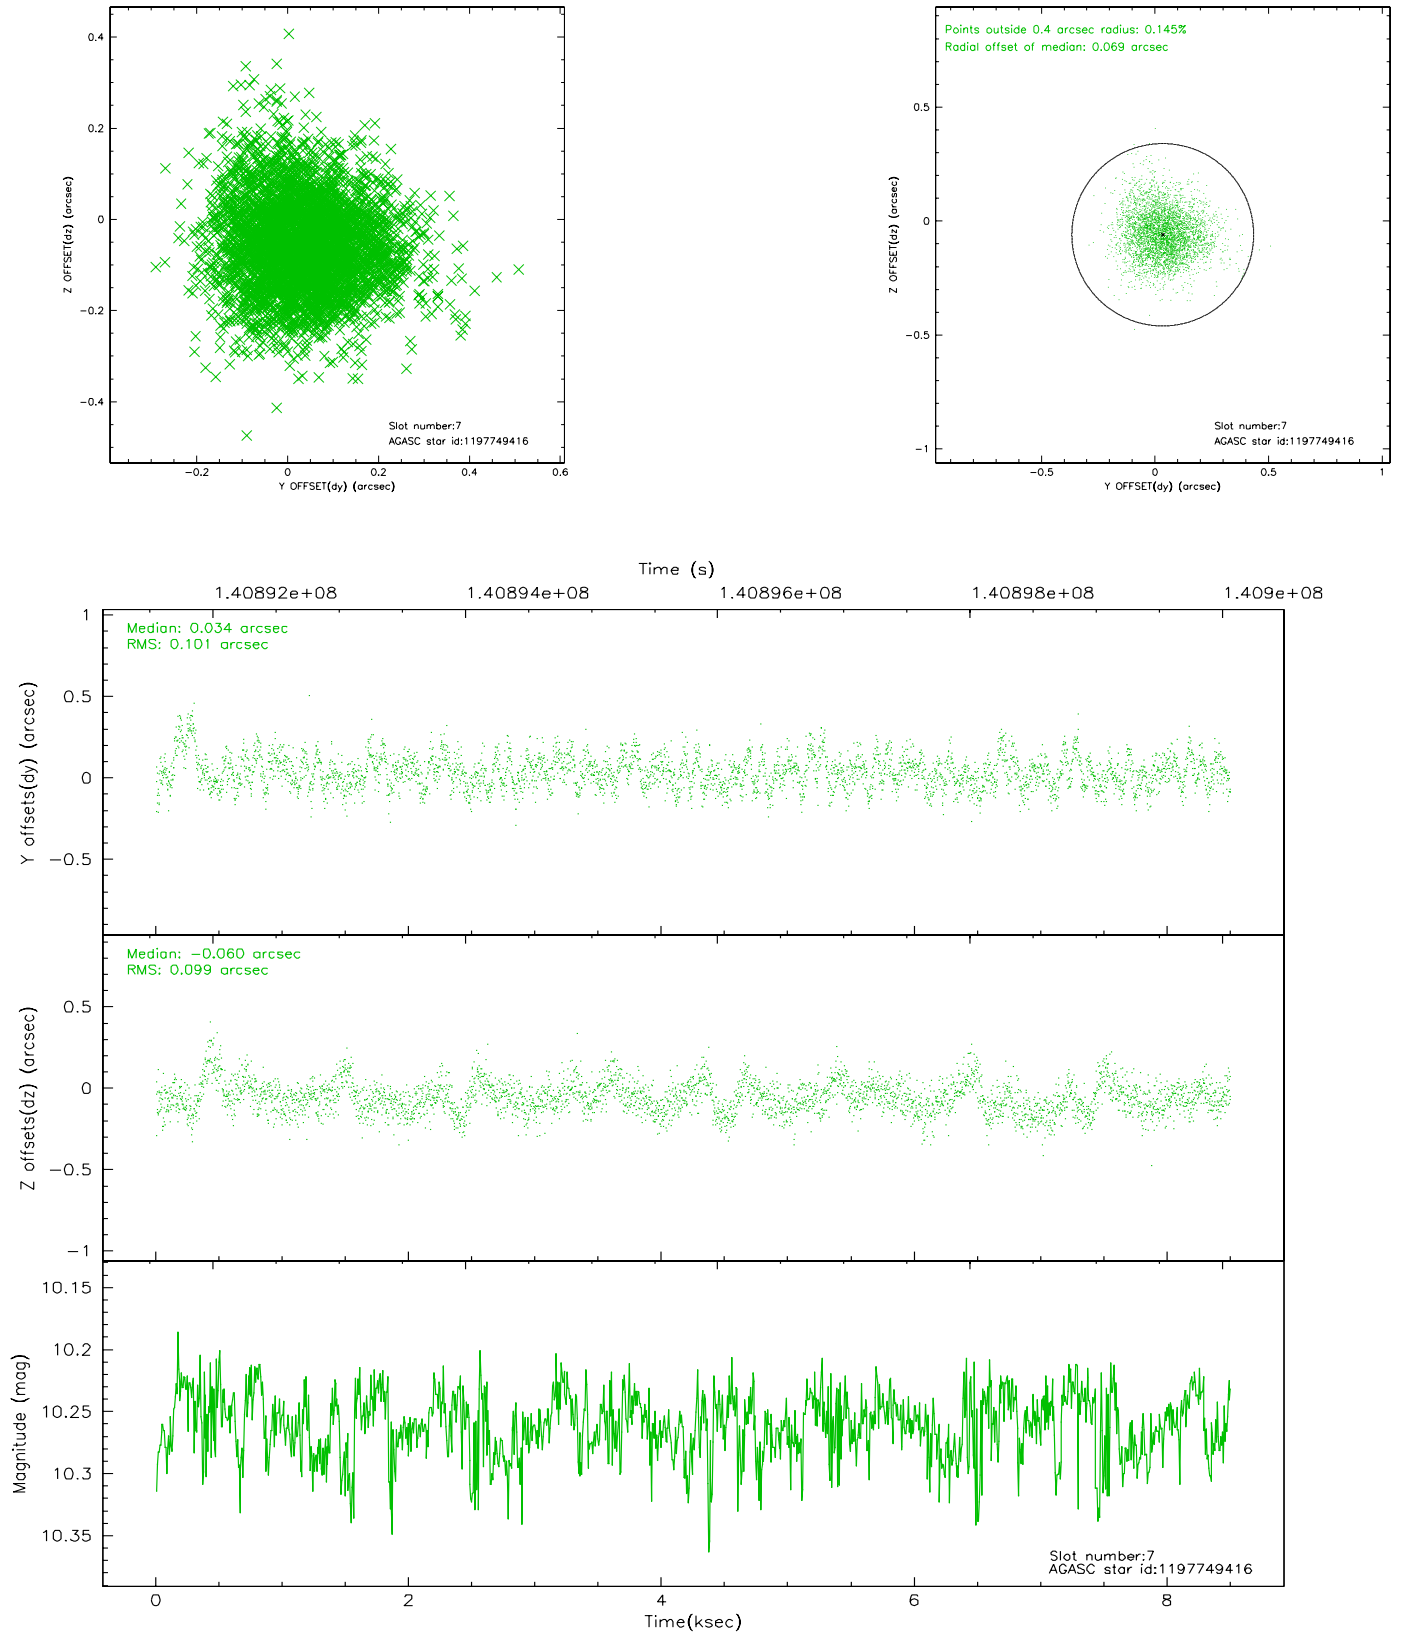 0.4
0.2
0
−0.2
−0.4
−0.2
0
0.2
0.4
0.6
Z OFFSET(dz) (arcsec)
Y OFFSET(dy) (arcsec)
Slot number:7
AGASC star id:1197749416
Points outside 0.4 arcsec radius: 0.145%
Radial offset of median: 0.069 arcsec
0.5
0
−0.5
−1
−0.5
0
0.5
1
Z OFFSET(dz) (arcsec)
Y OFFSET(dy) (arcsec)
Slot number:7
AGASC star id:1197749416
Time (s)
1.40892e+08
1.40894e+08
1.40896e+08
1.40898e+08
1.409e+08
Median: 0.034 arcsec
RMS: 0.101 arcsec
1
0.5
0
−0.5
Y offsets(dy) (arcsec)
Median: −0.060 arcsec
RMS: 0.099 arcsec
0.5
0
−0.5
−1
Z offsets(dz) (arcsec)
10.15
10.2
10.25
10.3
10.35
Magnitude (mag)
Slot number:7
AGASC star id:1197749416
0
2
4
6
8
Time(ksec)